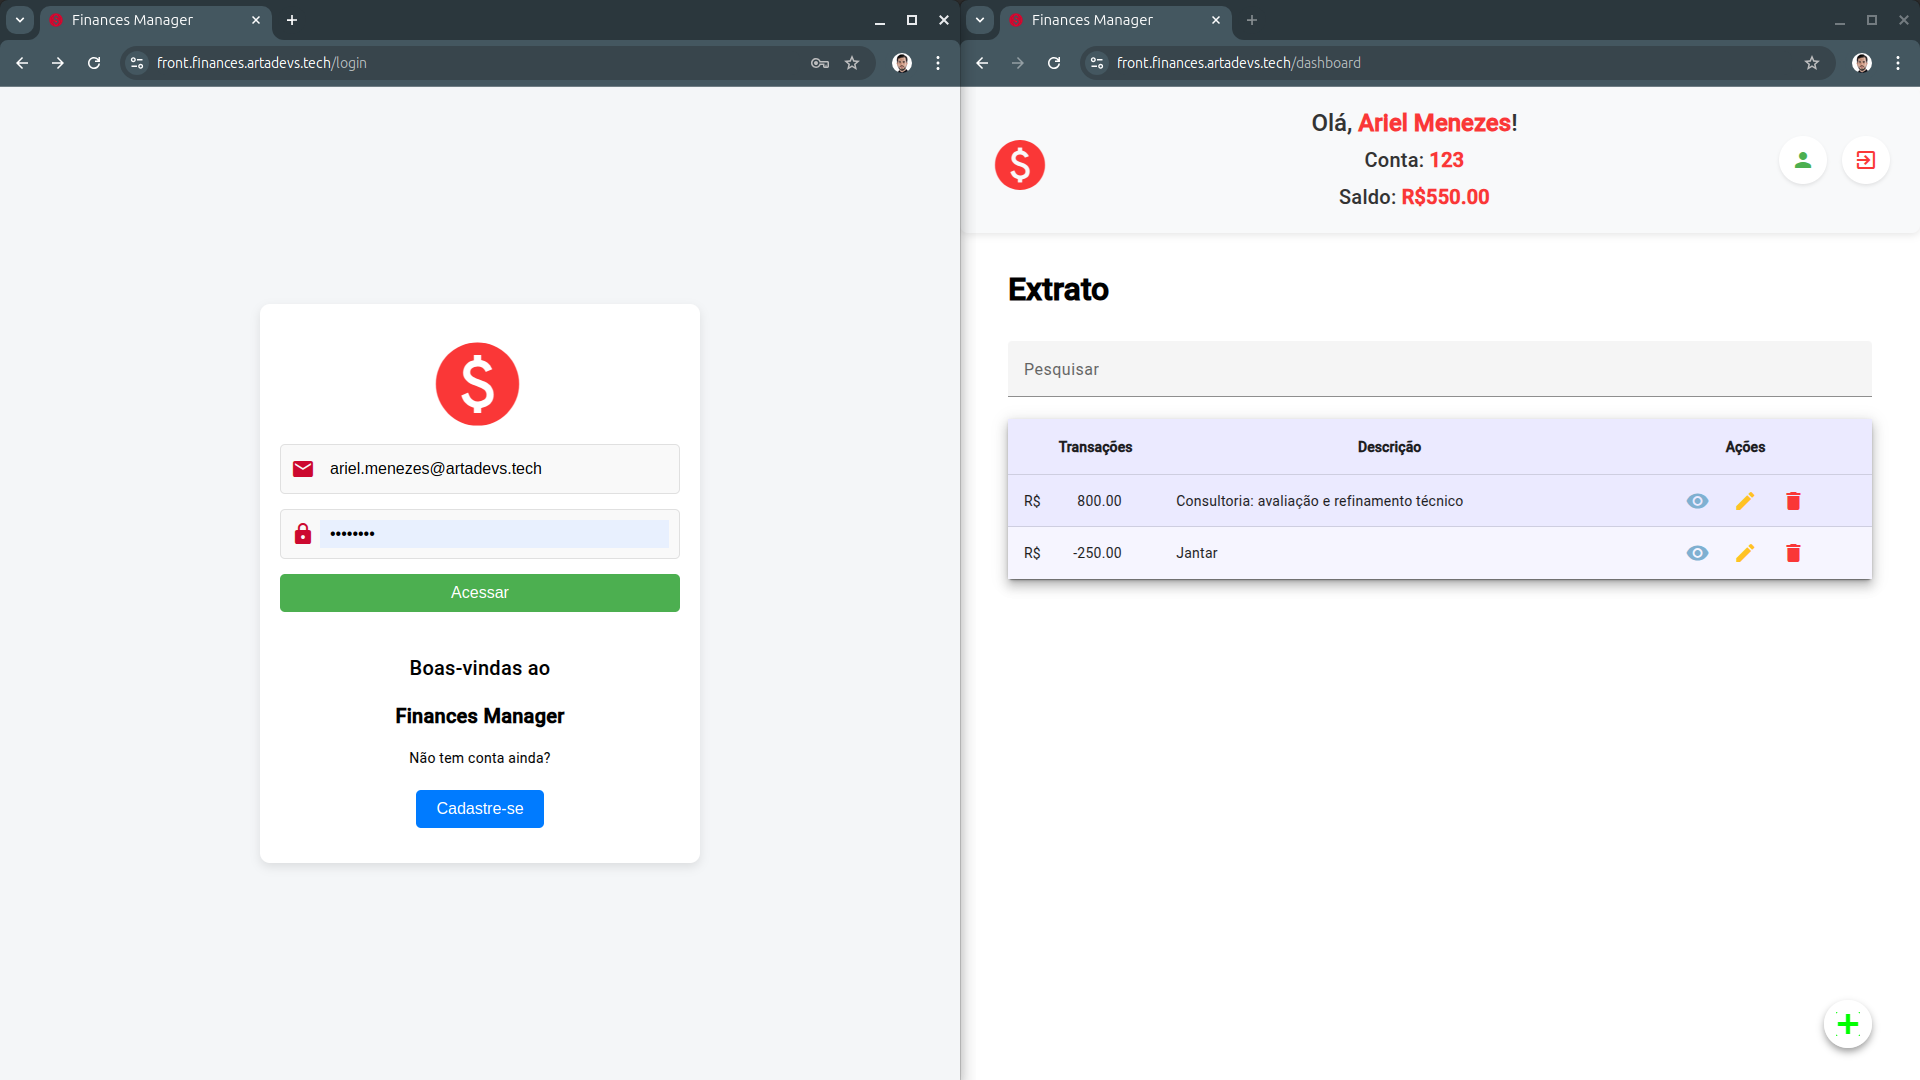 Finances Manager
front.finances.artadevs.tech/login
$
ariel.menezes@artadevs.tech
••••••••
Acessar
Boas-vindas ao
Finances Manager
Não tem conta ainda?
Cadastre-se
Finances Manager
front.finances.artadevs.tech/dashboard
$
Olá, Ariel Menezes!
Conta: 123
Saldo: R$550.00
Extrato
Pesquisar
Transações Descrição Ações
R$ 800.00 Consultoria: avaliação e refinamento técnico
R$ -250.00 Jantar